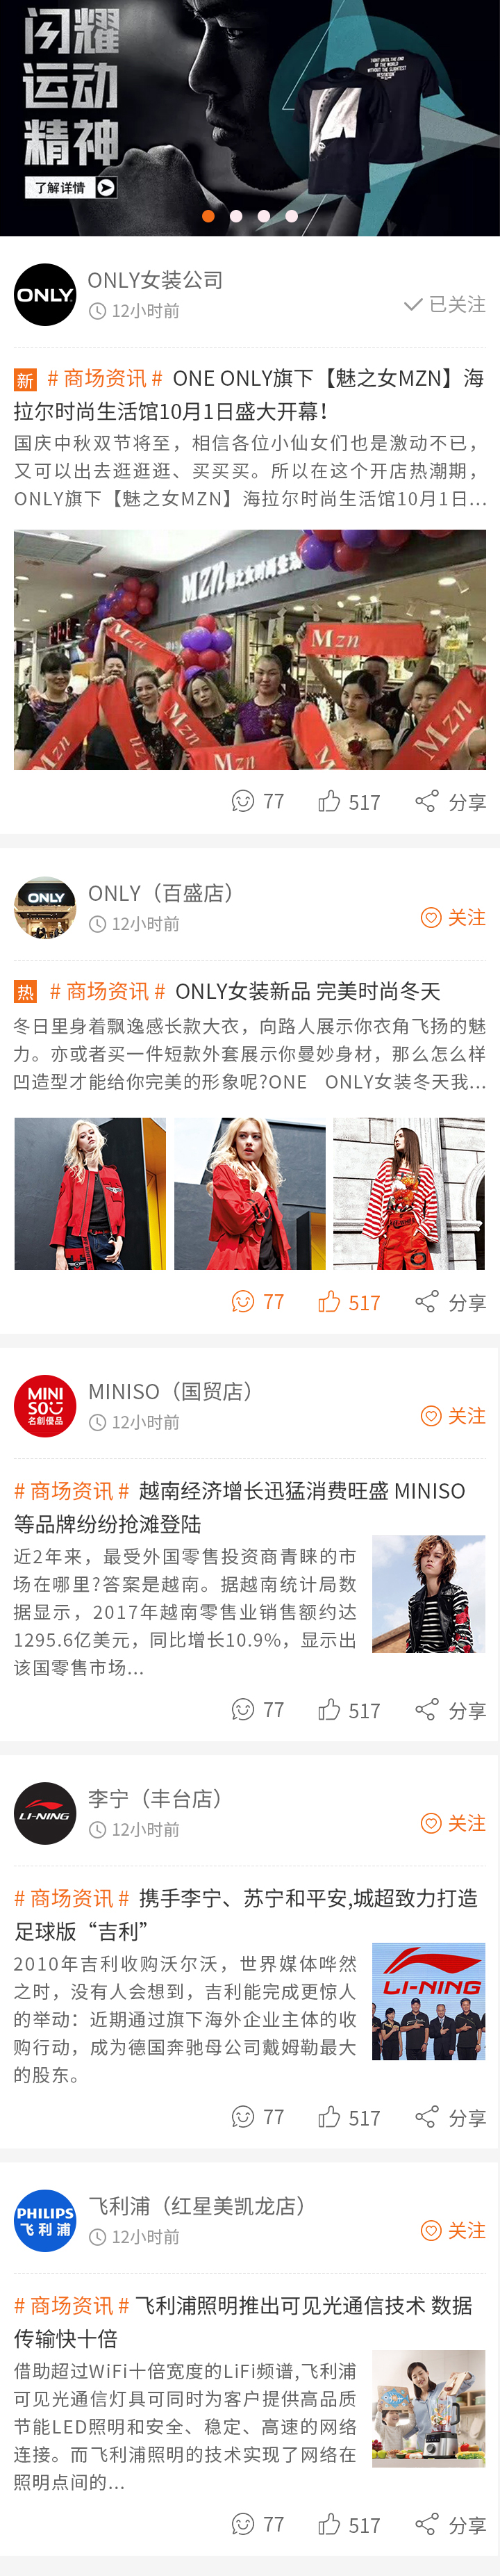 闪耀
运动
精神
了解详情
ONLY
ONLY女装公司
12小时前
已关注
新 # 商场资讯 # ONE ONLY旗下【魅之女MZN】海
拉尔时尚生活馆10月1日盛大开幕！
国庆中秋双节将至，相信各位小仙女们也是激动不已，
又可以出去逛逛逛、买买买。所以在这个开店热潮期，
ONLY旗下【魅之女MZN】海拉尔时尚生活馆10月1日...
Mzn
Mzn
Mzn
Mzn
Mzn
Mzn
Mzn
77 517 分享
ONLY
ONLY（百盛店）
12小时前
关注
热 # 商场资讯 # ONLY女装新品 完美时尚冬天
冬日里身着飘逸感长款大衣，向路人展示你衣角飞扬的魅
力。亦或者买一件短款外套展示你曼妙身材，那么怎么样
凹造型才能给你完美的形象呢?ONE ONLY女装冬天我...
77 517 分享
MINI
SO
名創優品
MINISO（国贸店）
12小时前
关注
# 商场资讯 # 越南经济增长迅猛消费旺盛 MINISO
等品牌纷纷抢滩登陆
近2年来，最受外国零售投资商青睐的市
场在哪里?答案是越南。据越南统计局数
据显示，2017年越南零售业销售额约达
1295.6亿美元，同比增长10.9%，显示出
该国零售市场...
77 517 分享
LI-NING
李宁（丰台店）
12小时前
关注
# 商场资讯 # 携手李宁、苏宁和平安,城超致力打造
足球版“吉利”
2010年吉利收购沃尔沃，世界媒体哗然
之时，没有人会想到，吉利能完成更惊人
的举动：近期通过旗下海外企业主体的收
购行动，成为德国奔驰母公司戴姆勒最大
的股东。
LI-NING
77 517 分享
PHILIPS
飞利浦
飞利浦（红星美凯龙店）
12小时前
关注
# 商场资讯 # 飞利浦照明推出可见光通信技术 数据
传输快十倍
借助超过WiFi十倍宽度的LiFi频谱,飞利浦
可见光通信灯具可同时为客户提供高品质
节能LED照明和安全、稳定、高速的网络
连接。而飞利浦照明的技术实现了网络在
照明点间的...
77 517 分享